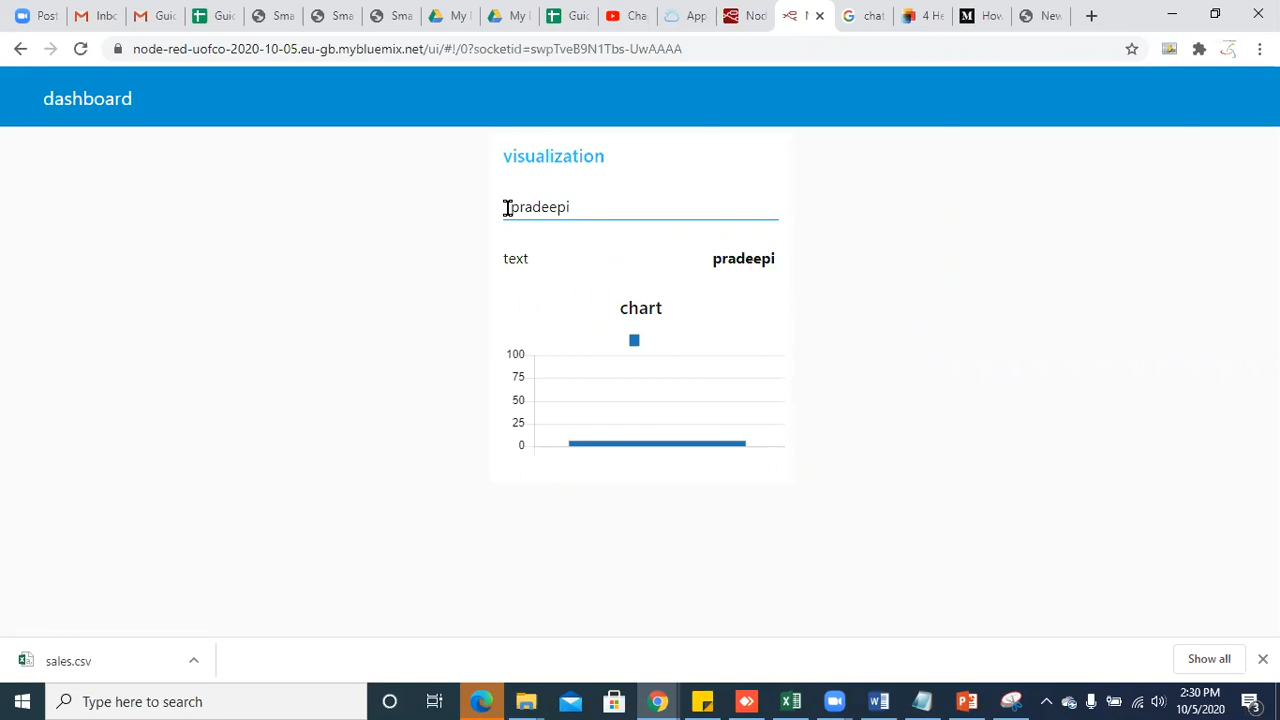 Post
Inbc
Guic
Guic
Sma
Sma
Sma
My I
My I
Guic
Cha
App
Nod
N
chat
4 He
How
New
node-red-uofco-2020-10-05.eu-gb.mybluemix.net/ui/#!/0?socketid=swpTveB9N1Tbs-UwAAAA
dashboard
visualization
pradeepi
text pradeepi
chart
100
75
50
25
0
sales.csv
Show all
Type here to search
2:30 PM
10/5/2020
3